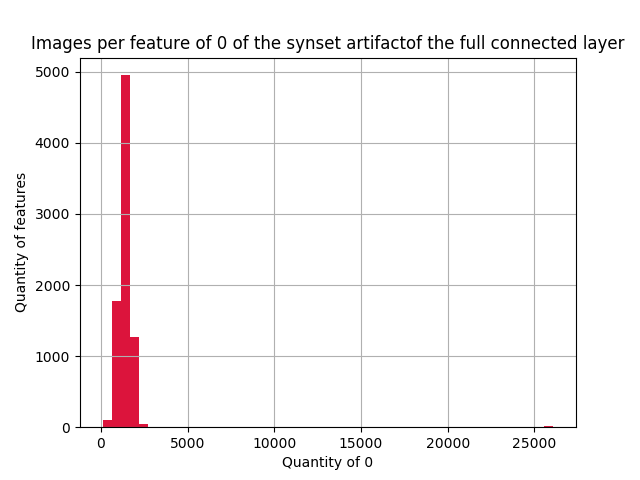 Images per feature of 0 of the synset artifactof the full connected layer
5000
4000
3000
2000
1000
0
Quantity of features
0 5000 10000 15000 20000 25000
Quantity of 0